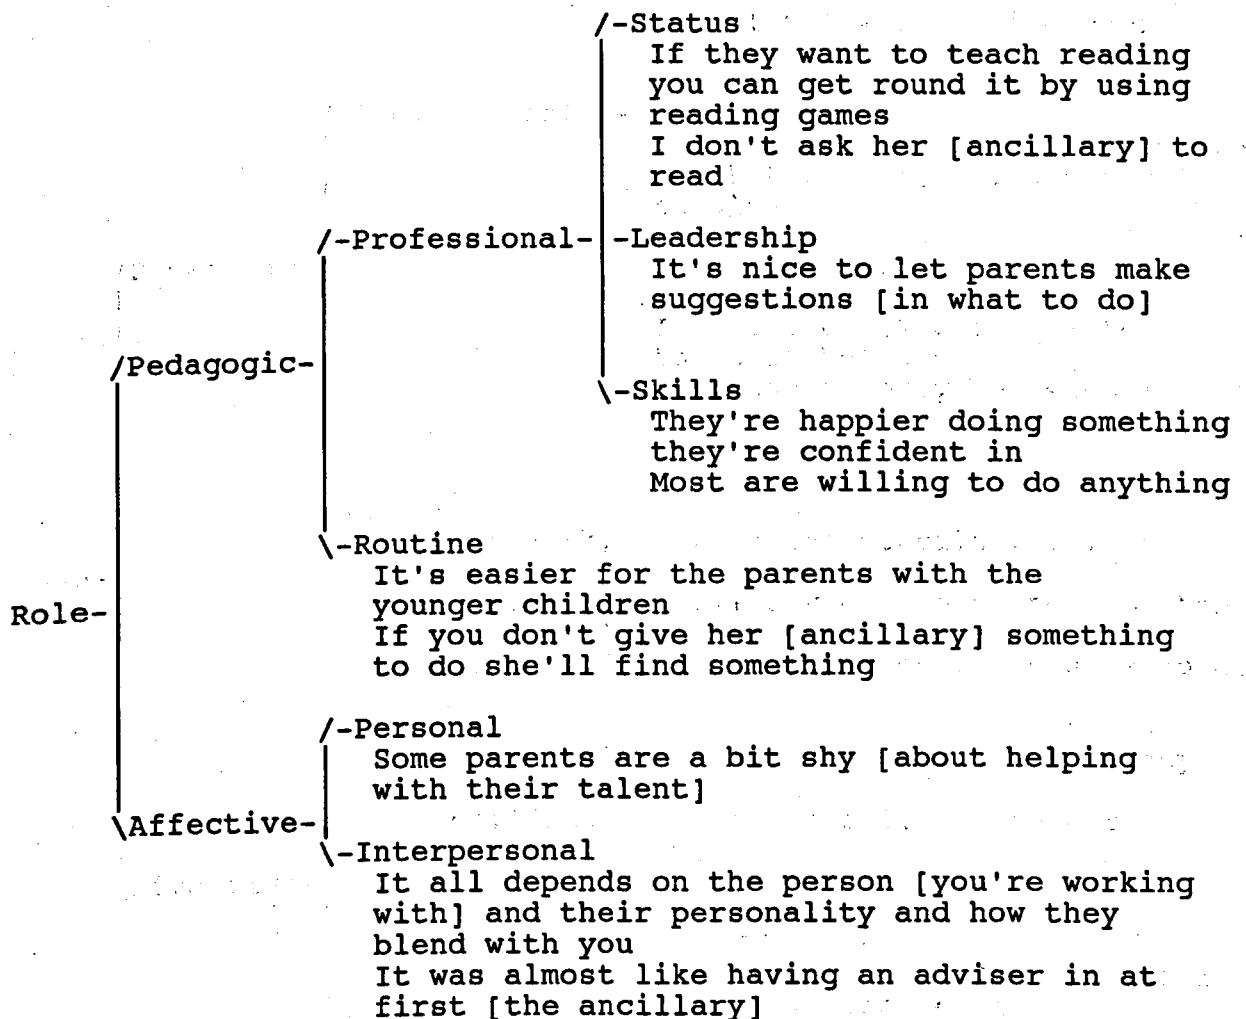 /-Status
If they want to teach reading
you can get round it by using
reading games
I don't ask her [ancillary] to
read
/-Professional-
-Leadership
It's nice to let parents make
suggestions [in what to do]
/Pedagogic-
\-Skills
They're happier doing something
they're confident in
Most are willing to do anything
\-Routine
It's easier for the parents with the
younger children
Role-
If you don't give her [ancillary] something
to do she'll find something
/-Personal
Some parents are a bit shy [about helping
with their talent]
\Affective-
\-Interpersonal
It all depends on the person [you're working
with] and their personality and how they
blend with you
It was almost like having an adviser in at
first [the ancillary]